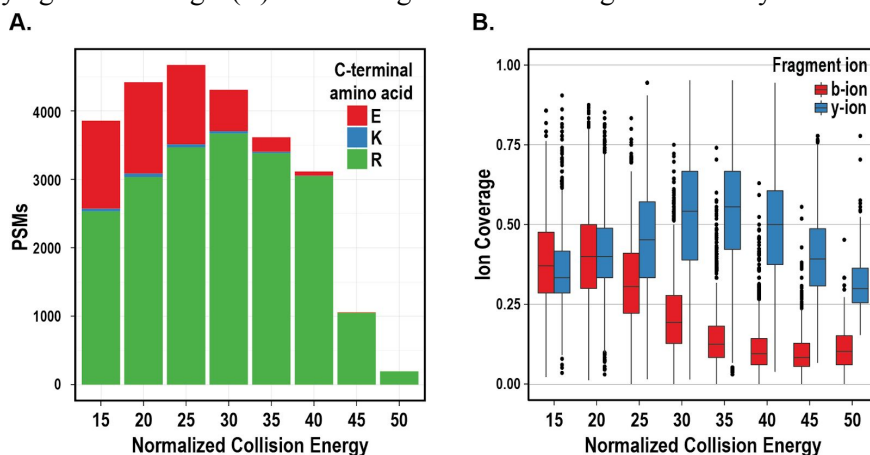 A.
C-terminal
amino acid
E
K
R
PSMs
4000
3000
2000
1000
0
15 20 25 30 35 40 45 50
Normalized Collision Energy
B.
Fragment ion
b-ion
y-ion
Ion Coverage
1.00
0.75
0.50
0.25
0.00
15 20 25 30 35 40 45 50
Normalized Collision Energy